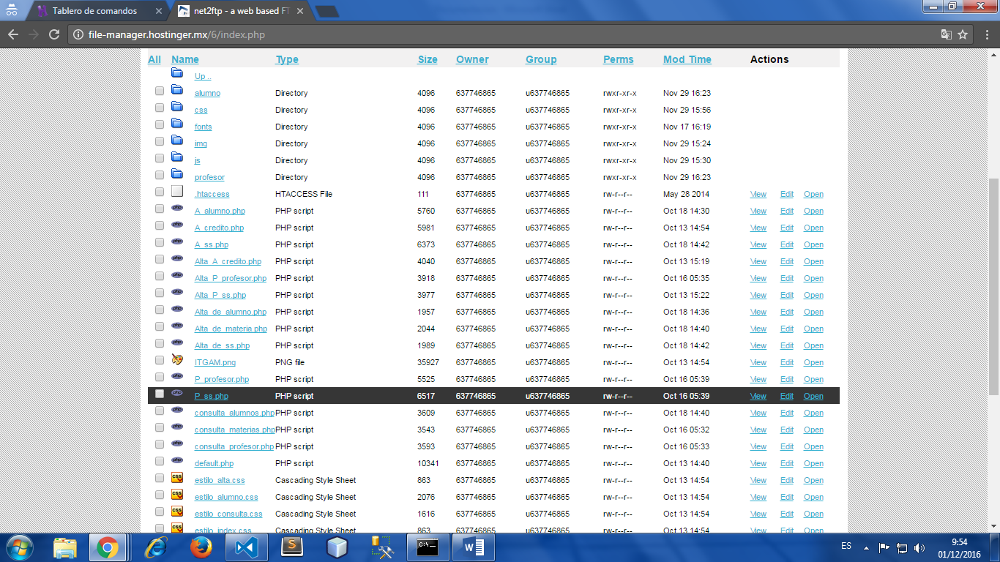 Tablero de comandos
net2ftp - a web based FT
file-manager.hostinger.mx/6/index.php
All Name Type Size Owner Group Perms Mod Time Actions
Up ..
alumno Directory 4096 637746865 u637746865 rwxr-xr-x Nov 29 16:23
css Directory 4096 637746865 u637746865 rwxr-xr-x Nov 29 15:56
fonts Directory 4096 637746865 u637746865 rwxr-xr-x Nov 17 16:19
img Directory 4096 637746865 u637746865 rwxr-xr-x Nov 29 15:24
js Directory 4096 637746865 u637746865 rwxr-xr-x Nov 29 15:30
profesor Directory 4096 637746865 u637746865 rwxr-xr-x Nov 29 16:23
.htaccess HTACCESS File 111 637746865 u637746865 rw-r--r-- May 28 2014 View Edit Open
php A_alumno.php PHP script 5760 637746865 u637746865 rw-r--r-- Oct 18 14:30 View Edit Open
php A_credito.php PHP script 5981 637746865 u637746865 rw-r--r-- Oct 13 14:54 View Edit Open
php A_ss.php PHP script 6373 637746865 u637746865 rw-r--r-- Oct 18 14:42 View Edit Open
php Alta_A_credito.php PHP script 4040 637746865 u637746865 rw-r--r-- Oct 13 15:19 View Edit Open
php Alta_P_profesor.php PHP script 3918 637746865 u637746865 rw-r--r-- Oct 16 05:35 View Edit Open
php Alta_P_ss.php PHP script 3977 637746865 u637746865 rw-r--r-- Oct 13 15:22 View Edit Open
php Alta_de_alumno.php PHP script 1957 637746865 u637746865 rw-r--r-- Oct 18 14:36 View Edit Open
php Alta_de_materia.php PHP script 2044 637746865 u637746865 rw-r--r-- Oct 18 14:40 View Edit Open
php Alta_de_ss.php PHP script 1989 637746865 u637746865 rw-r--r-- Oct 18 14:42 View Edit Open
ITGAM.png PNG file 35927 637746865 u637746865 rw-r--r-- Oct 13 14:54 View Edit Open
php P_profesor.php PHP script 5525 637746865 u637746865 rw-r--r-- Oct 16 05:39 View Edit Open
php P_ss.php PHP script 6517 637746865 u637746865 rw-r--r-- Oct 16 05:39 View Edit Open
php consulta_alumnos.php PHP script 3609 637746865 u637746865 rw-r--r-- Oct 18 14:40 View Edit Open
php consulta_materias.php PHP script 3543 637746865 u637746865 rw-r--r-- Oct 16 05:32 View Edit Open
php consulta_profesor.php PHP script 3593 637746865 u637746865 rw-r--r-- Oct 16 05:33 View Edit Open
php default.php PHP script 10341 637746865 u637746865 rw-r--r-- Oct 13 14:40 View Edit Open
css estilo_alta.css Cascading Style Sheet 863 637746865 u637746865 rw-r--r-- Oct 13 14:54 View Edit Open
css estilo_alumno.css Cascading Style Sheet 2076 637746865 u637746865 rw-r--r-- Oct 13 14:54 View Edit Open
css estilo_consulta.css Cascading Style Sheet 1616 637746865 u637746865 rw-r--r-- Oct 13 14:54 View Edit Open
css estilo_index.css Cascading Style Sheet 863 637746865 u637746865 rw-r--r-- Oct 13 14:54 View Edit Open
ES
9:54
01/12/2016